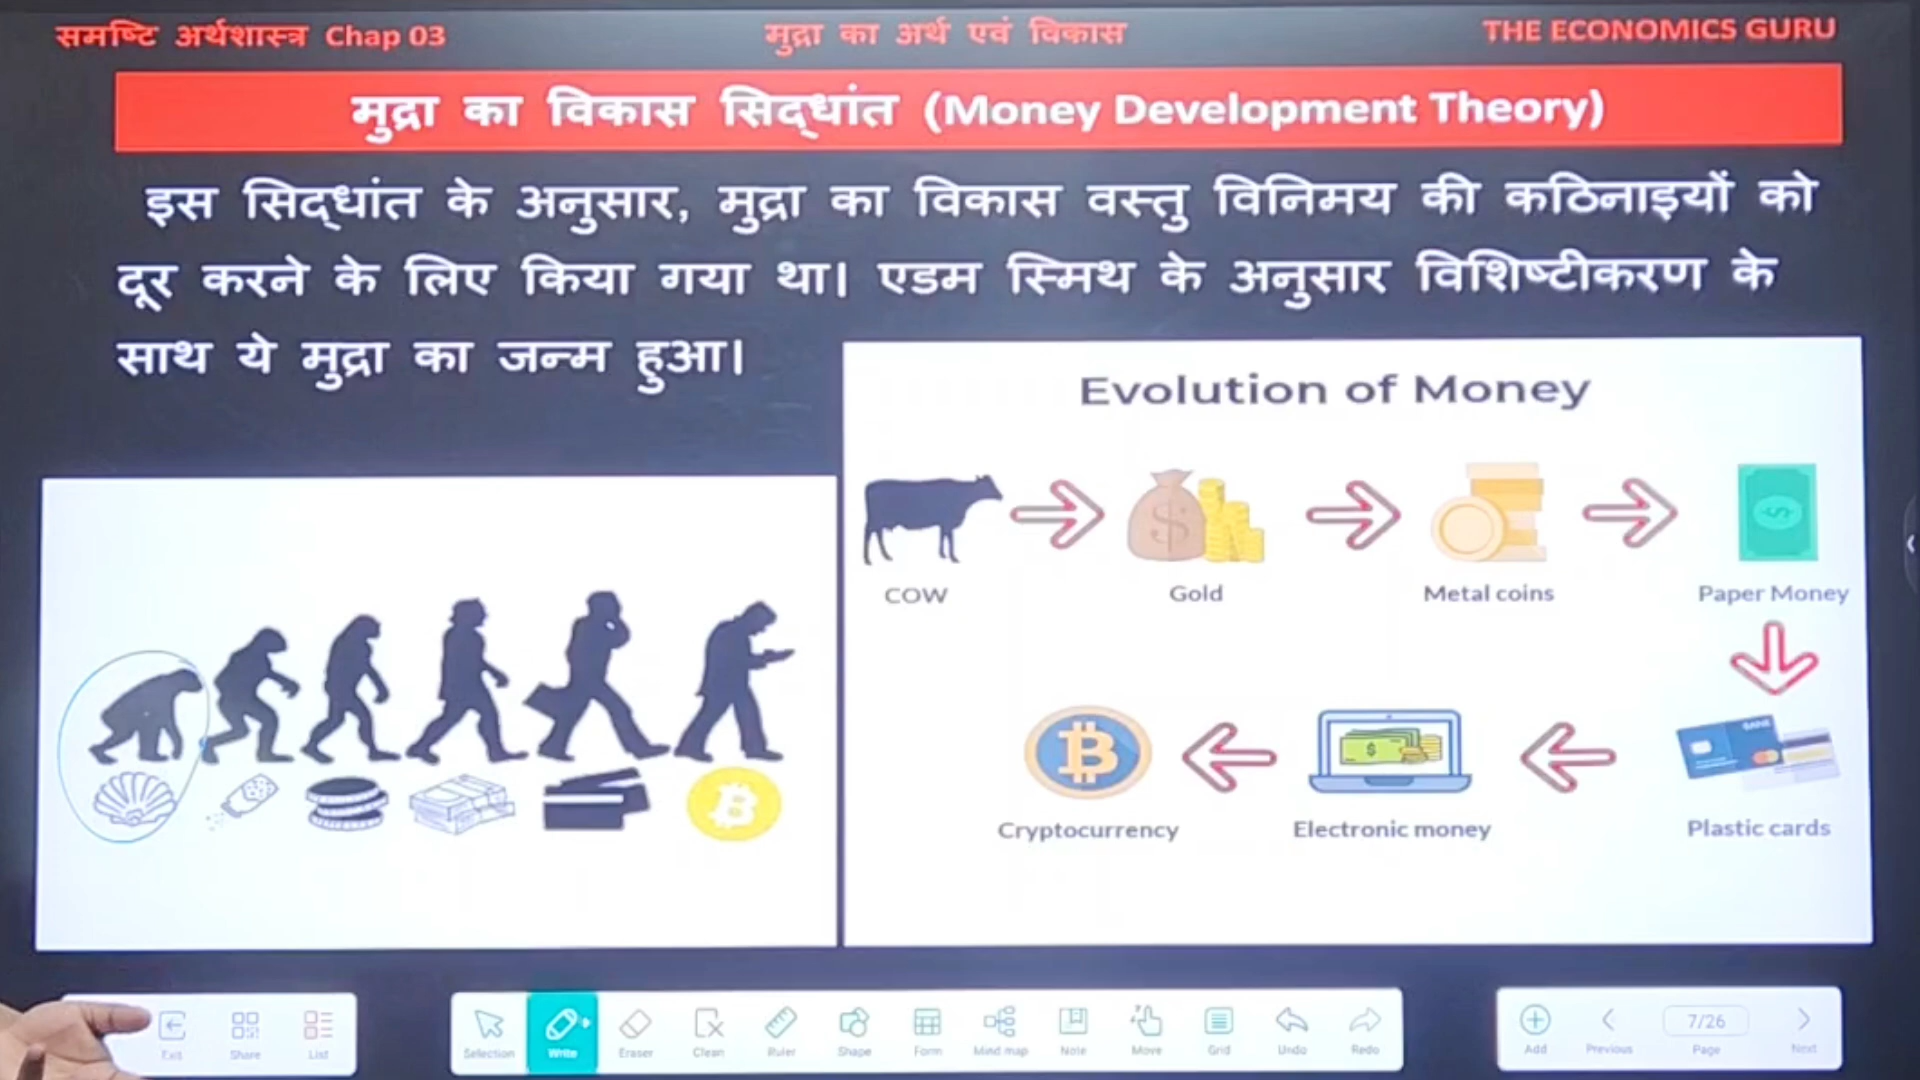 समष्टि अर्थशास्त्र Chap 03
मुद्रा का अर्थ एवं विकास
THE ECONOMICS GURU
मुद्रा का विकास सिद्धांत (Money Development Theory)
इस सिद्धांत के अनुसार, मुद्रा का विकास वस्तु विनिमय की कठिनाइयों को
दूर करने के लिए किया गया था। एडम स्मिथ के अनुसार विशिष्टीकरण के
साथ ये मुद्रा का जन्म हुआ।
Evolution of Money
COW
Gold
Metal coins
Paper Money
Cryptocurrency
Electronic money
Plastic cards
BANK
Exit
Share
List
Selection
Write
Eraser
Clean
Ruler
Shape
Form
Mind map
Note
Move
Grid
Undo
Redo
Add
Previous
7/26
Page
Next